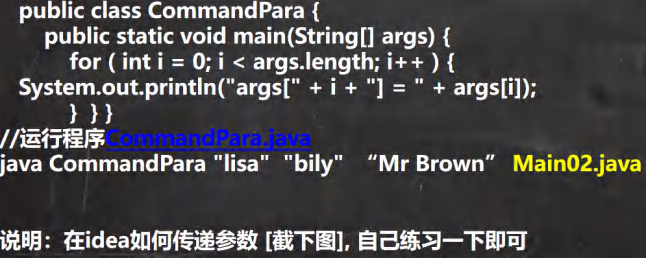 public class CommandPara {
public static void main(String[] args) {
for ( int i = 0; i < args.length; i++ ) {
System.out.println("args[" + i + "] = " + args[i]);
} } }
//运行程序CommandPara.java
java CommandPara "lisa" "bily" “Mr Brown” Main02.java
说明：在idea如何传递参数 [截下图], 自己练习一下即可